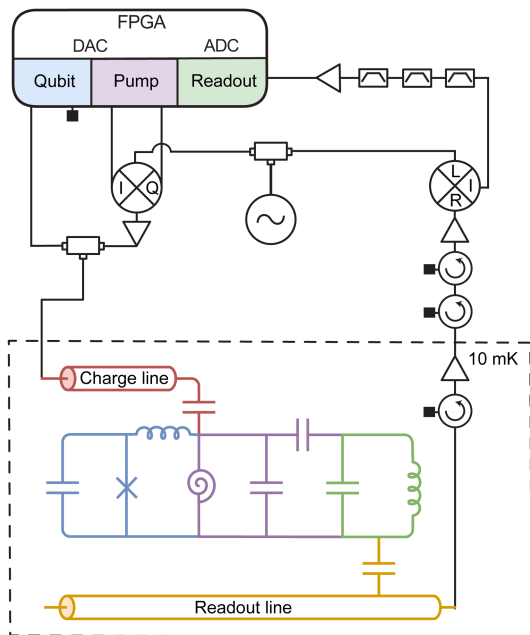 FPGA
DAC ADC
Qubit Pump Readout
I Q
L
I
R
10 mK
Charge line
Readout line